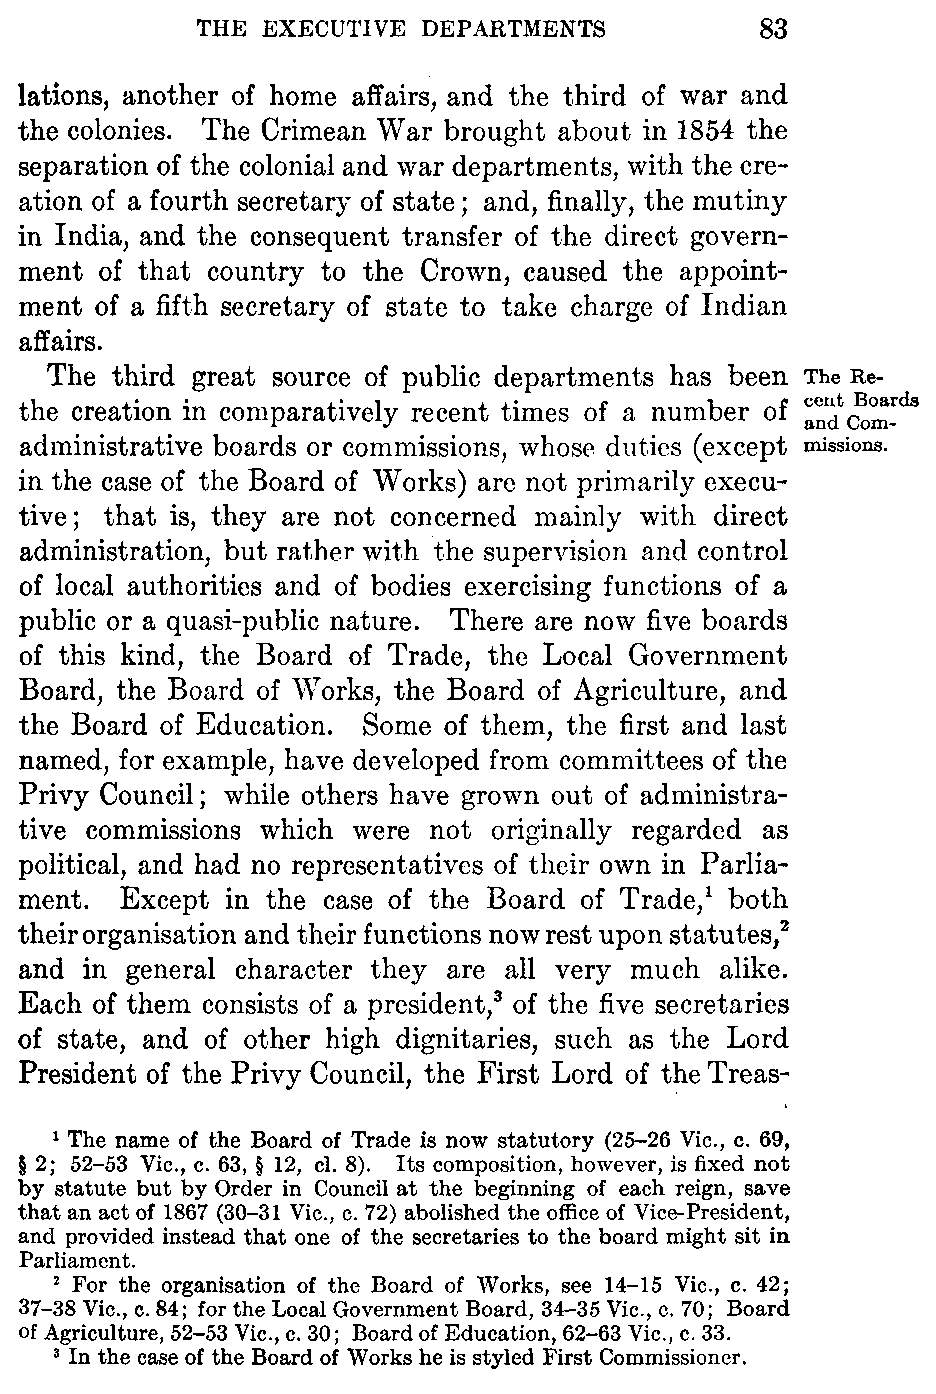 THE EXECUTIVE DEPARTMENTS 83
lations, another of home affairs, and the third of war and
the colonies. The Crimean War brought about in 1854 the
separation of the colonial and war departments, with the cre-
ation of a fourth secretary of state; and, finally, the mutiny
in India, and the consequent transfer of the direct govern-
ment of that country to the Crown, caused the appoint-
ment of a fifth secretary of state to take charge of Indian
affairs.
The third great source of public departments has been
the creation in comparatively recent times of a number of
administrative boards or commissions, whose duties (except
in the case of the Board of Works) are not primarily execu-
tive; that is, they are not concerned mainly with direct
administration, but rather with the supervision and control
of local authorities and of bodies exercising functions of a
public or a quasi-public nature. There are now five boards
of this kind, the Board of Trade, the Local Government
Board, the Board of Works, the Board of Agriculture, and
the Board of Education. Some of them, the first and last
named, for example, have developed from committees of the
Privy Council; while others have grown out of administra-
tive commissions which were not originally regarded as
political, and had no representatives of their own in Parlia-
ment. Except in the case of the Board of Trade,¹ both
their organisation and their functions now rest upon statutes,²
and in general character they are all very much alike.
Each of them consists of a president,³ of the five secretaries
of state, and of other high dignitaries, such as the Lord
President of the Privy Council, the First Lord of the Treas-
The Re-
cent Boards
and Com-
missions.
¹ The name of the Board of Trade is now statutory (25–26 Vic., c. 69,
§ 2; 52–53 Vic., c. 63, § 12, cl. 8). Its composition, however, is fixed not
by statute but by Order in Council at the beginning of each reign, save
that an act of 1867 (30–31 Vic., c. 72) abolished the office of Vice-President,
and provided instead that one of the secretaries to the board might sit in
Parliament.
² For the organisation of the Board of Works, see 14–15 Vic., c. 42;
37–38 Vic., c. 84; for the Local Government Board, 34–35 Vic., c. 70; Board
of Agriculture, 52–53 Vic., c. 30; Board of Education, 62–63 Vic., c. 33.
³ In the case of the Board of Works he is styled First Commissioner.